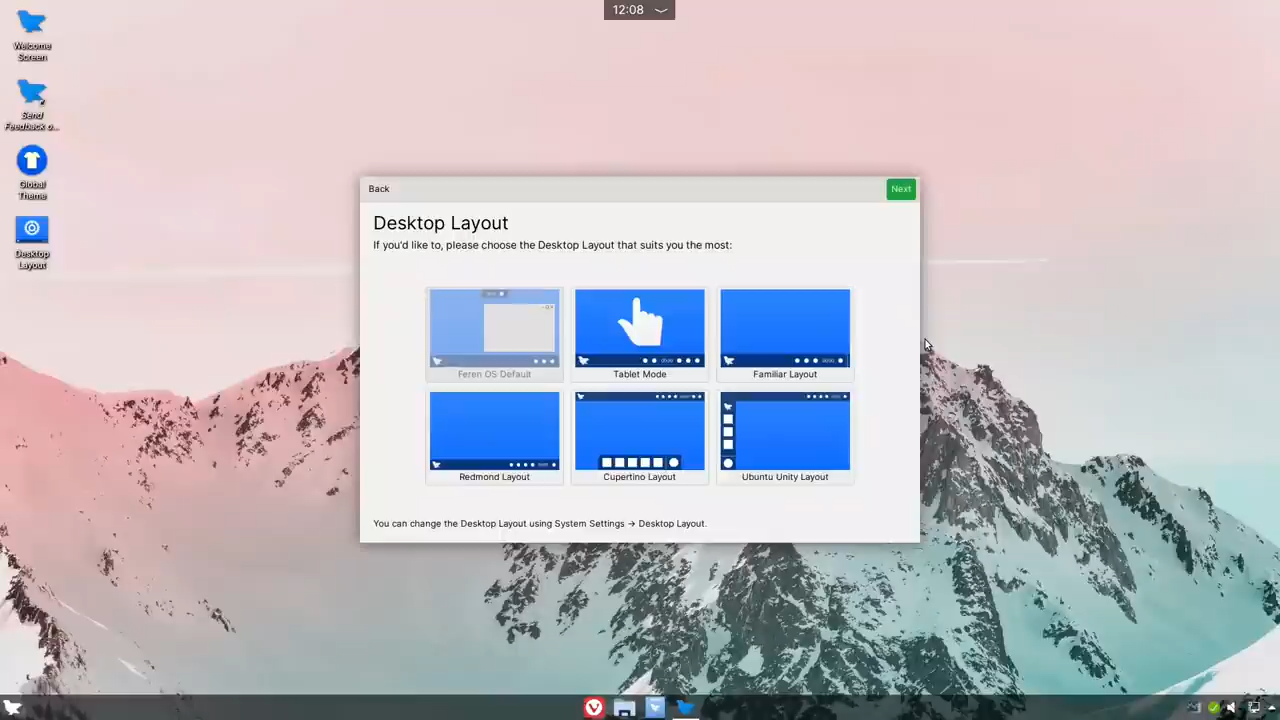 12:08
Welcome
Screen
Send
Feedback o...
Global
Theme
Desktop
Layout
Back
Next
Desktop Layout
If you'd like to, please choose the Desktop Layout that suits you the most:
Feren OS Default
Tablet Mode
Familiar Layout
Redmond Layout
Cupertino Layout
Ubuntu Unity Layout
You can change the Desktop Layout using System Settings → Desktop Layout.